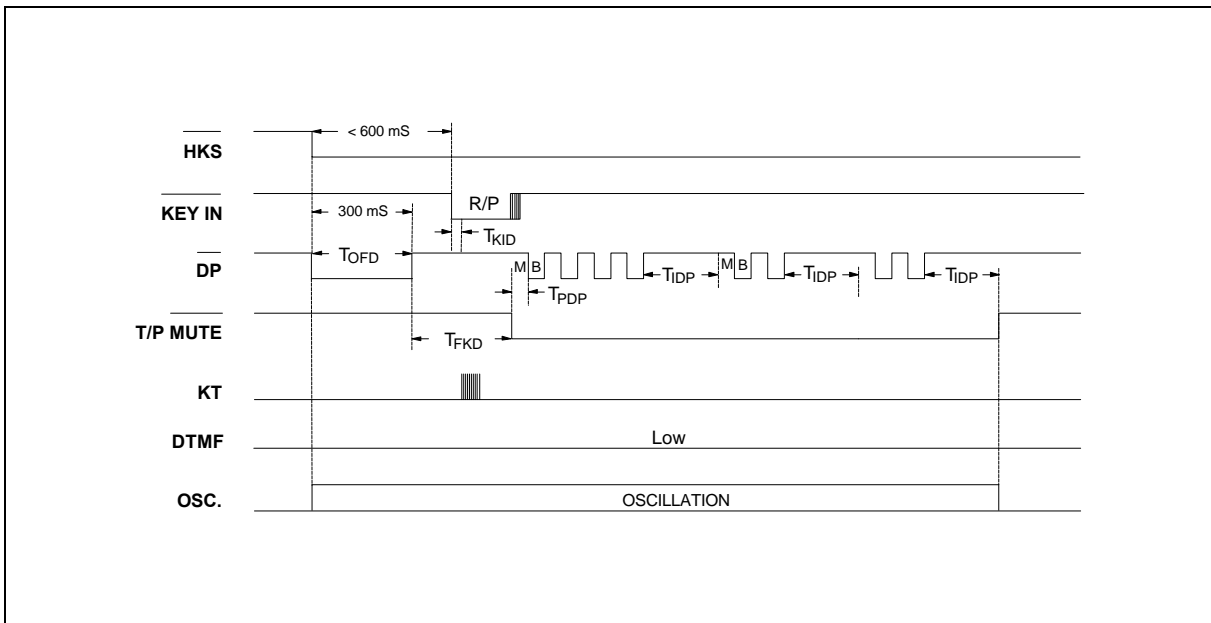 < 600 mS
HKS
KEY IN
R/P
300 mS
TKID
DP
TOFD
M B
TIDP
M B
TIDP
TIDP
TPDP
T/P MUTE
TFKD
KT
DTMF
Low
OSC.
OSCILLATION